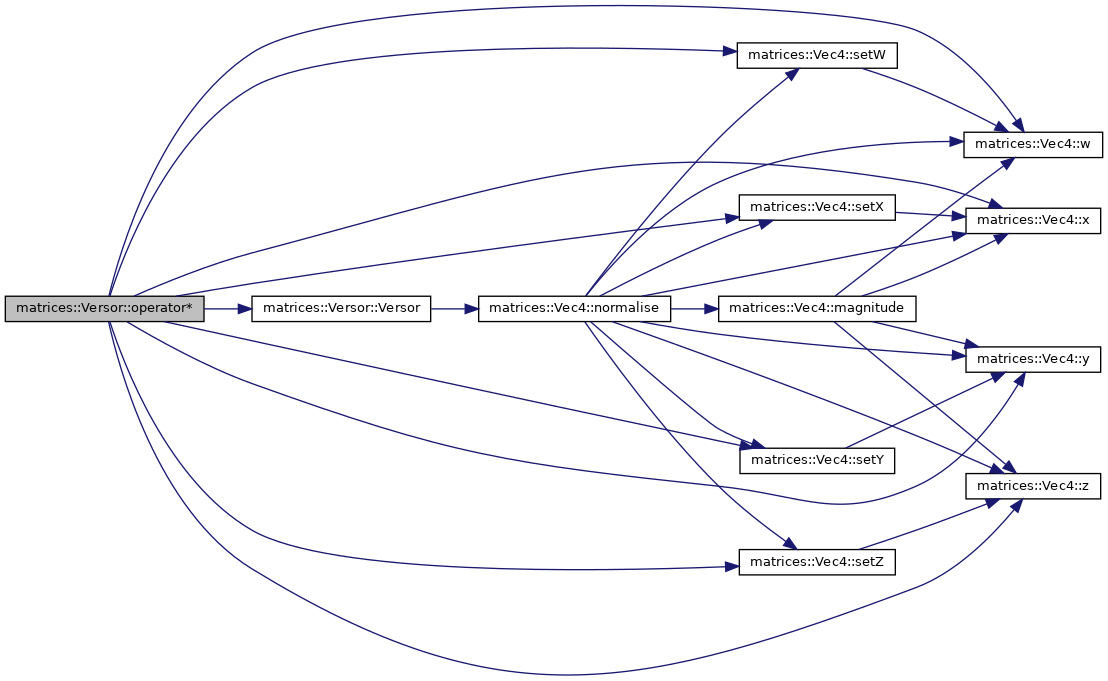 matrices::Vec4::setW
matrices::Vec4::w
matrices::Vec4::setX
matrices::Vec4::x
matrices::Versor::operator*
matrices::Versor::Versor
matrices::Vec4::normalise
matrices::Vec4::magnitude
matrices::Vec4::y
matrices::Vec4::setY
matrices::Vec4::z
matrices::Vec4::setZ